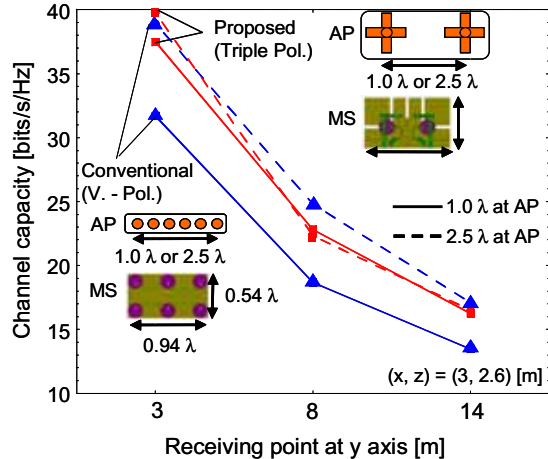 40
35
30
25
20
15
10
Channel capacity [bits/s/Hz]
Proposed
(Triple Pol.)
AP
1.0 λ or 2.5 λ
MS
Conventional
(V. - Pol.)
AP
1.0 λ or 2.5 λ
MS
0.54 λ
0.94 λ
1.0 λ at AP
2.5 λ at AP
(x, z) = (3, 2.6) [m]
3
8
14
Receiving point at y axis [m]